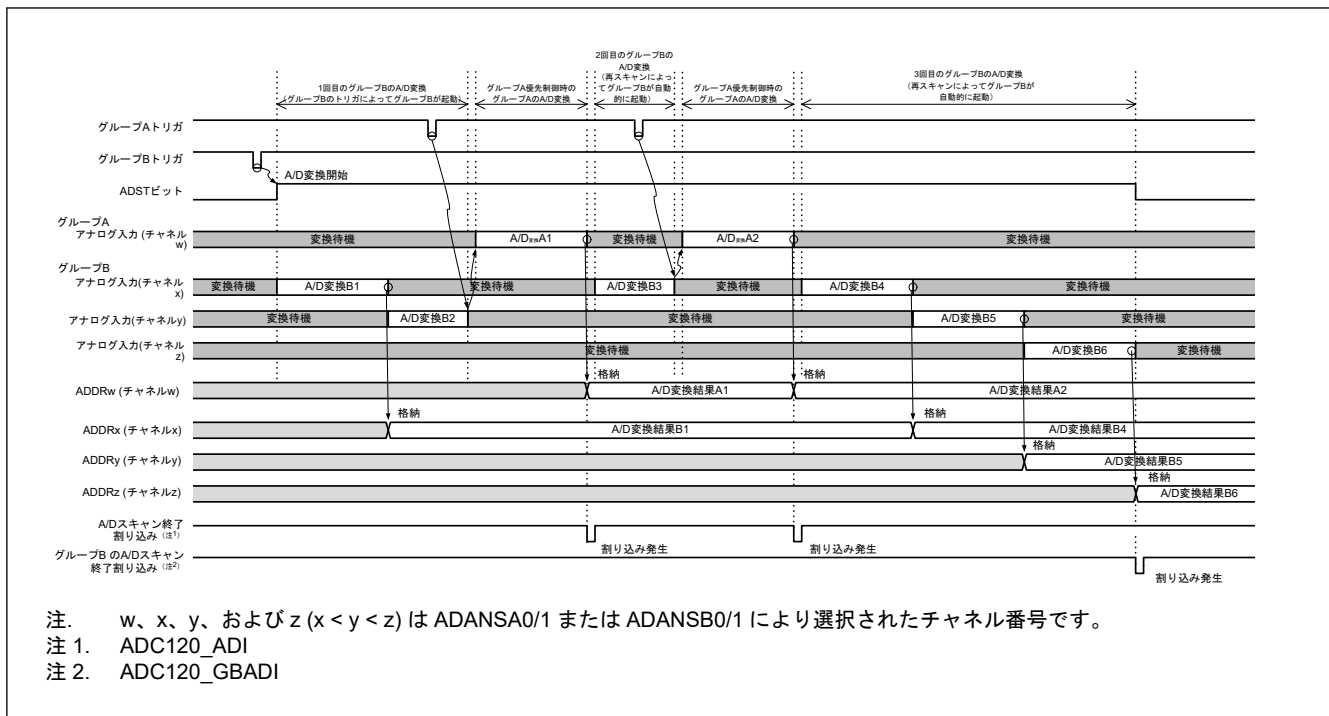 1回目のグループBのA/D変換
(グループBのトリガによってグループBが起動)
グループA優先制御時の
グループAのA/D変換
2回目のグループBの
A/D変換
(再スキャンによっ
てグループBが自動
的に起動)
グループA優先制御時の
グループAのA/D変換
3回目のグループBのA/D変換
(再スキャンによってグループBが
自動的に起動)
グループAトリガ
グループBトリガ
A/D変換開始
ADSTビット
グループA
アナログ入力 (チャネル
w)
変換待機
A/D変換A1
変換待機
A/D変換A2
変換待機
グループB
アナログ入力(チャネル
x)
変換待機
A/D変換B1
変換待機
A/D変換B3
変換待機
A/D変換B4
変換待機
アナログ入力(チャネルy)
変換待機
A/D変換B2
変換待機
A/D変換B5
変換待機
アナログ入力(チャネル
z)
変換待機
A/D変換B6
変換待機
格納
格納
ADDRw (チャネルw)
A/D変換結果A1
A/D変換結果A2
格納
格納
ADDRx (チャネルx)
A/D変換結果B1
A/D変換結果B4
格納
ADDRy (チャネルy)
A/D変換結果B5
格納
ADDRz (チャネルz)
A/D変換結果B6
A/Dスキャン終了
割り込み (注1)
割り込み発生
割り込み発生
グループB のA/Dスキャン
終了割り込み (注2)
割り込み発生
注. w、x、y、および z (x < y < z) は ADANSA0/1 または ADANSB0/1 により選択されたチャネル番号です。
注 1. ADC120_ADI
注 2. ADC120_GBADI